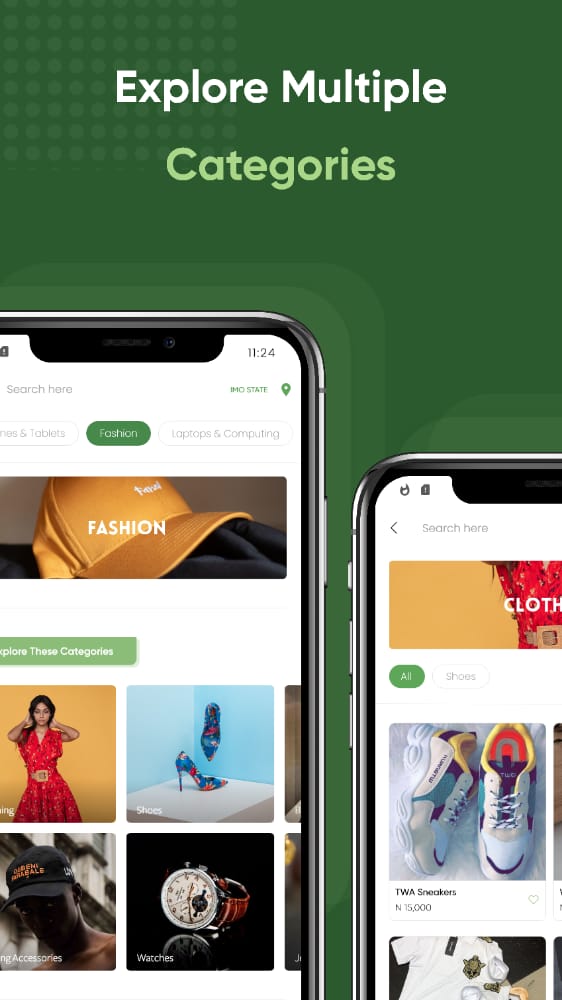 Explore Multiple
Categories
11:24
Search here
IMO STATE
nes & Tablets
Fashion
Laptops & Computing
FASHION
xplore These Categories
ning
Shoes
ng Accessories
Watches
Search here
CLOTH
All
Shoes
TWA Sneakers
N 15,000